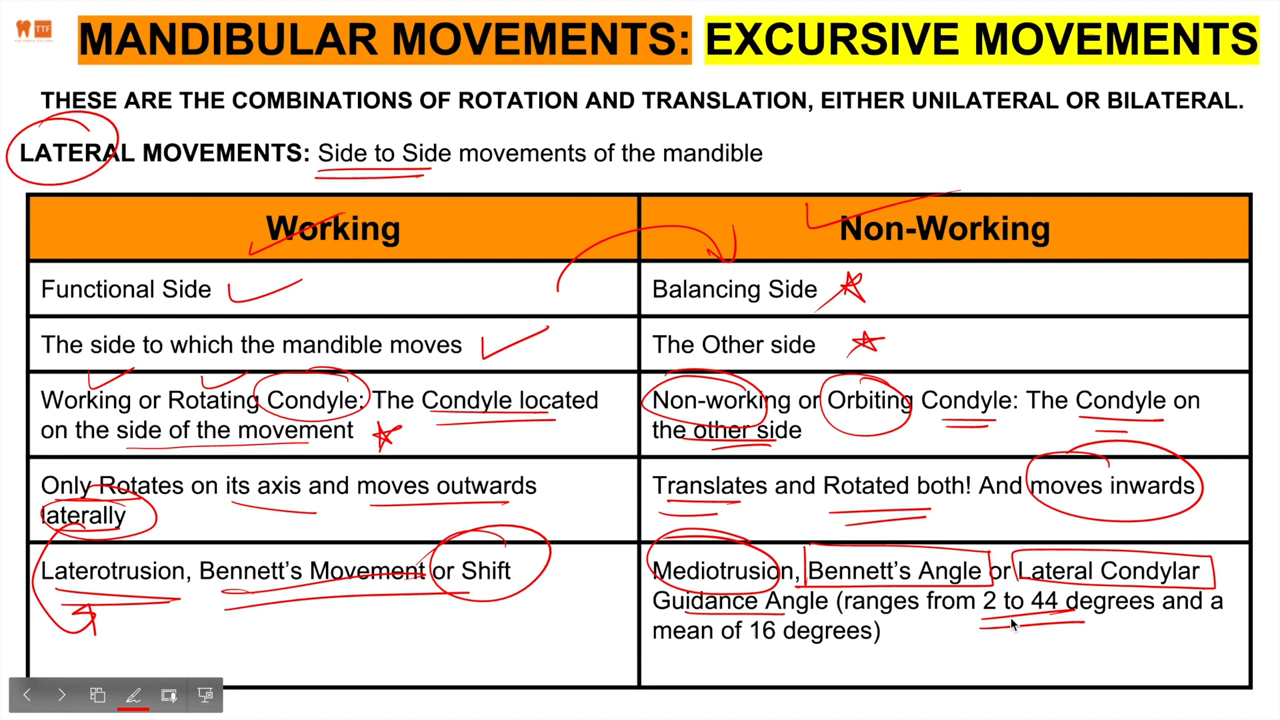 TTF
MANDIBULAR MOVEMENTS: EXCURSIVE MOVEMENTS
THESE ARE THE COMBINATIONS OF ROTATION AND TRANSLATION, EITHER UNILATERAL OR BILATERAL.
LATERAL MOVEMENTS: Side to Side movements of the mandible
Working
Non-Working
Functional Side
Balancing Side
The side to which the mandible moves
The Other side
Working or Rotating Condyle: The Condyle located
on the side of the movement
Non-working or Orbiting Condyle: The Condyle on
the other side
Only Rotates on its axis and moves outwards
laterally
Translates and Rotated both! And moves inwards
Laterotrusion, Bennett's Movement or Shift
Mediotrusion, Bennett's Angle or Lateral Condylar
Guidance Angle (ranges from 2 to 44 degrees and a
mean of 16 degrees)